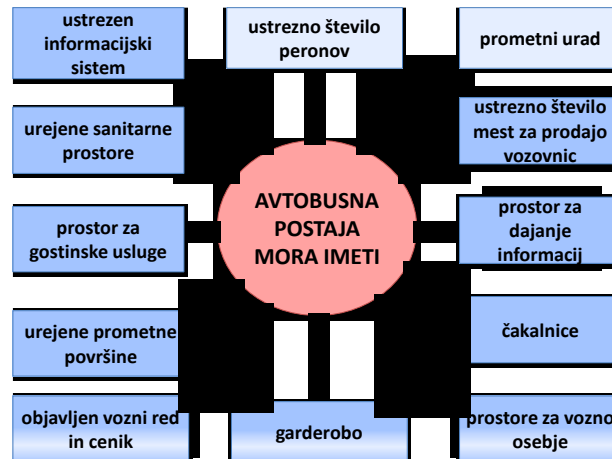 ustrezen
informacijski
sistem
ustrezno število
peronov
prometni urad
urejene sanitarne
prostore
ustrezno število
mest za prodajo
vozovnic
AVTOBUSNA
POSTAJA
MORA IMETI
prostor za
gostinske usluge
prostor za
dajanje
informacij
urejene prometne
površine
čakalnice
objavljen vozni red
in cenik
garderobo
prostore za vozno
osebje